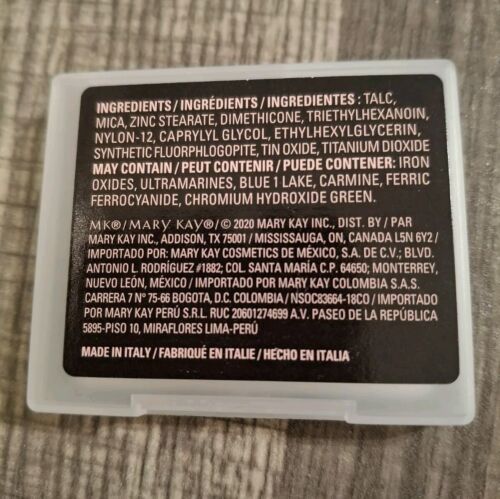 INGREDIENTS / INGRÉDIENTS / INGREDIENTES : TALC,
MICA, ZINC STEARATE, DIMETHICONE, TRIETHYLHEXANOIN,
NYLON-12, CAPRYLYL GLYCOL, ETHYLHEXYLGLYCERIN,
SYNTHETIC FLUORPHLOGOPITE, TIN OXIDE, TITANIUM DIOXIDE
MAY CONTAIN / PEUT CONTENIR / PUEDE CONTENER: IRON
OXIDES, ULTRAMARINES, BLUE 1 LAKE, CARMINE, FERRIC
FERROCYANIDE, CHROMIUM HYDROXIDE GREEN.
MK®/MARY KAY®/© 2020 MARY KAY INC., DIST. BY / PAR
MARY KAY INC., ADDISON, TX 75001 / MISSISSAUGA, ON, CANADA L5N 6Y2 /
IMPORTADO POR: MARY KAY COSMETICS DE MÉXICO, S.A. DE C.V.; BLVD.
ANTONIO L. RODRÍGUEZ #1882; COL. SANTA MARÍA C.P. 64650; MONTERREY,
NUEVO LEÓN, MÉXICO / IMPORTADO POR MARY KAY COLOMBIA S.A.S.
CARRERA 7 N° 75-66 BOGOTA, D.C. COLOMBIA / NSOC83664-18CO / IMPORTADO
POR MARY KAY PERÚ S.R.L. RUC 20601274699 A.V. PASEO DE LA REPÚBLICA
5895-PISO 10, MIRAFLORES LIMA-PERÚ
MADE IN ITALY / FABRIQUÉ EN ITALIE / HECHO EN ITALIA